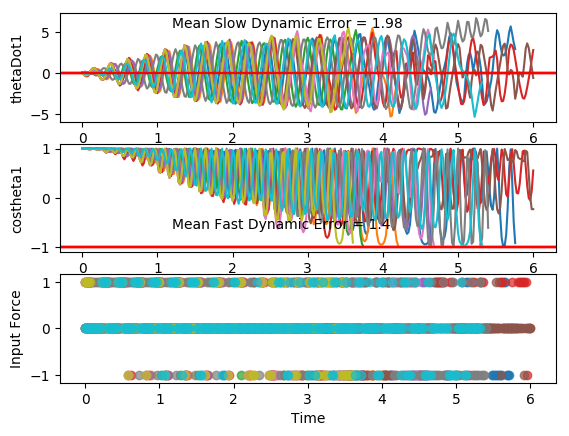 Mean Slow Dynamic Error = 1.98
thetaDot1
5
0
−5
0 1 2 3 4 5 6
costheta1
1
0
−1
Mean Fast Dynamic Error = 1.4
0 1 2 3 4 5 6
Input Force
1
0
−1
0 1 2 3 4 5 6
Time